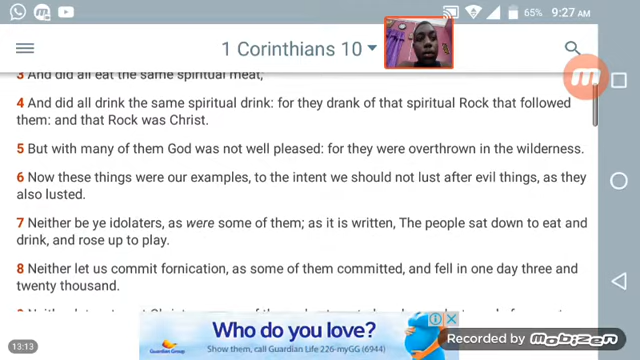 65% 9:27 AM
1 Corinthians 10
3 And did all eat the same spiritual meat;
4 And did all drink the same spiritual drink: for they drank of that spiritual Rock that followed
them: and that Rock was Christ.
5 But with many of them God was not well pleased: for they were overthrown in the wilderness.
6 Now these things were our examples, to the intent we should not lust after evil things, as they
also lusted.
7 Neither be ye idolaters, as were some of them; as it is written, The people sat down to eat and
drink, and rose up to play.
8 Neither let us commit fornication, as some of them committed, and fell in one day three and
twenty thousand.
Who do you love?
Guardian Group
Show them, call Guardian Life 226-myGG (6944)
13:13
Recorded by mobizen